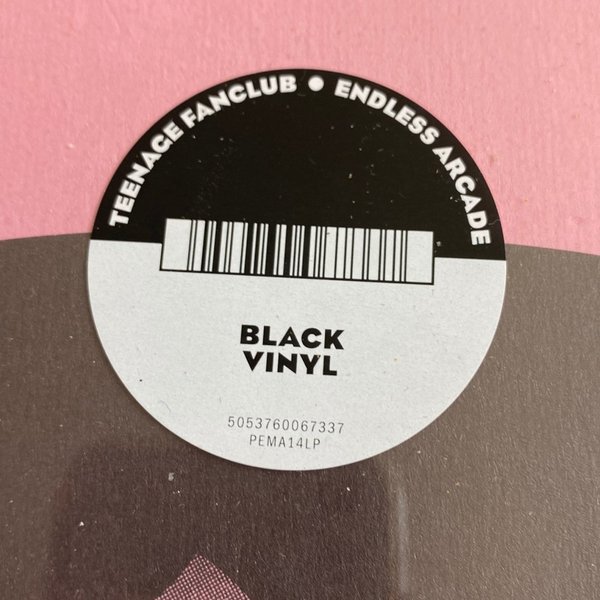 TEENAGE FANCLUB ● ENDLESS ARCADE
BLACK
VINYL
5053760067337
PEMA14LP